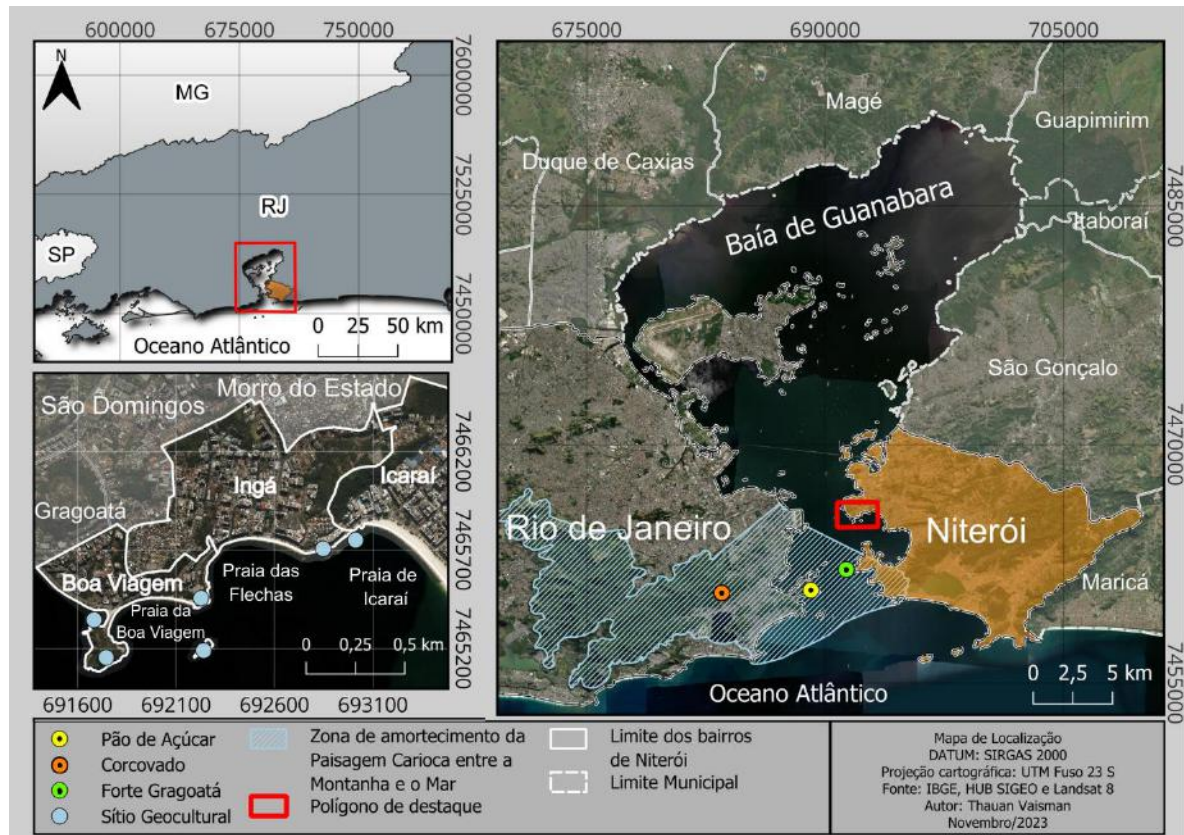 600000 675000 750000
N
MG
RJ
SP
Oceano Atlântico
0 25 50 km
7600000
7525000
7450000
São Domingos
Morro do Estado
Ingá
Icaraí
Gragoatá
Boa Viagem
Praia das
Flechas
Praia de
Icaraí
Praia da
Boa Viagem
0 0,25 0,5 km
7466200
7465700
7465200
691600 692100 692600 693100
675000 690000 705000
Magé
Guapimirim
Duque de Caxias
Baía de Guanabara
Itaboraí
São Gonçalo
Rio de Janeiro
Niterói
Maricá
Oceano Atlântico
0 2,5 5 km
7485000
7470000
7455000
Pão de Açúcar
Corcovado
Forte Gragoatá
Sítio Geocultural
Zona de amortecimento da
Paisagem Carioca entre a
Montanha e o Mar
Polígono de destaque
Limite dos bairros
de Niterói
Limite Municipal
Mapa de Localização
DATUM: SIRGAS 2000
Projeção cartográfica: UTM Fuso 23 S
Fonte: IBGE, HUB SIGEO e Landsat 8
Autor: Thauan Vaisman
Novembro/2023